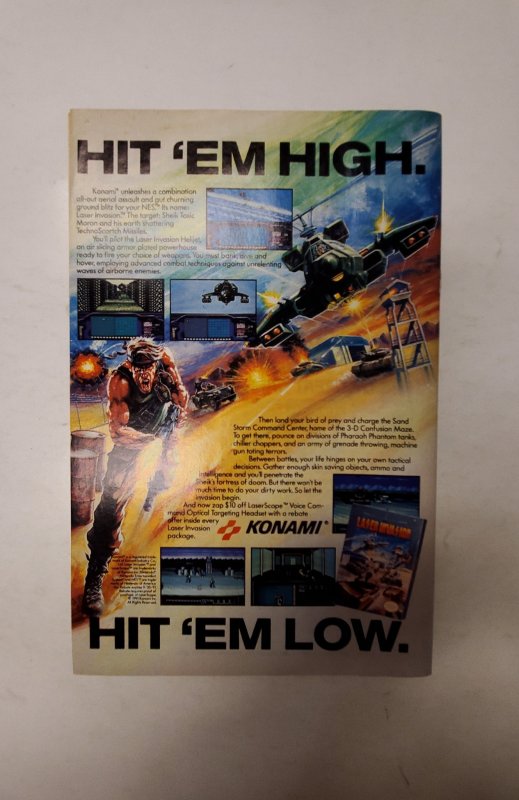 HIT 'EM HIGH.
Konami® unleashes a combination
all-out aerial assault and gut churning
ground blitz for your NES.® Its name:
Laser Invasion.™ The target: Sheik Toxic
Moron and his earth shattering
TechnoScortch Missiles.
You'll pilot the Laser Invasion Helijet,
an air slicing armor plated powerhouse
ready to fire your choice of weapons. You must bank, dive and
hover, employing advanced combat techniques against unrelenting
waves of airborne enemies.
Then land your bird of prey and charge the Sand
Storm Command Center, home of the 3-D Confusion Maze.
To get there, pounce on divisions of Pharaoh Phantom tanks,
chiller choppers, and an army of grenade throwing, machine
gun toting terrors.
Between battles, your life hinges on your own tactical
decisions. Gather enough skin saving objects, ammo and
intelligence and you'll penetrate the
Sheik's fortress of doom. But there won't be
much time to do your dirty work. So let the
invasion begin.
And now zap $10 off LaserScope™ Voice Com-
mand Optical Targeting Headset with a rebate
offer inside every
Laser Invasion
package.
KONAMI®
LASER INVASION
HIT 'EM LOW.